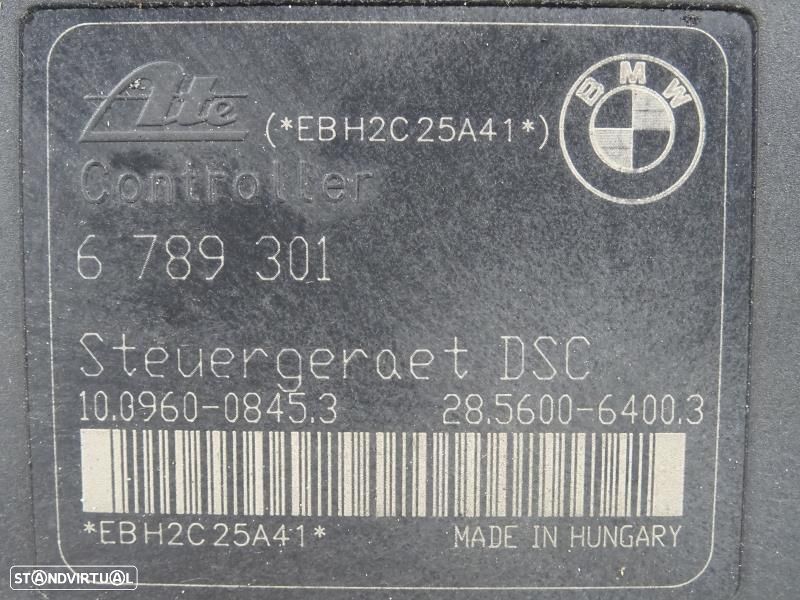 Ate
(*EBH2C25A41*)
BMW
Controller
6 789 301
Steuergeraet DSC
10.0960-0845.3
28.5600-6400.3
*EBH2C25A41*
MADE IN HUNGARY
STANDVIRTUAL